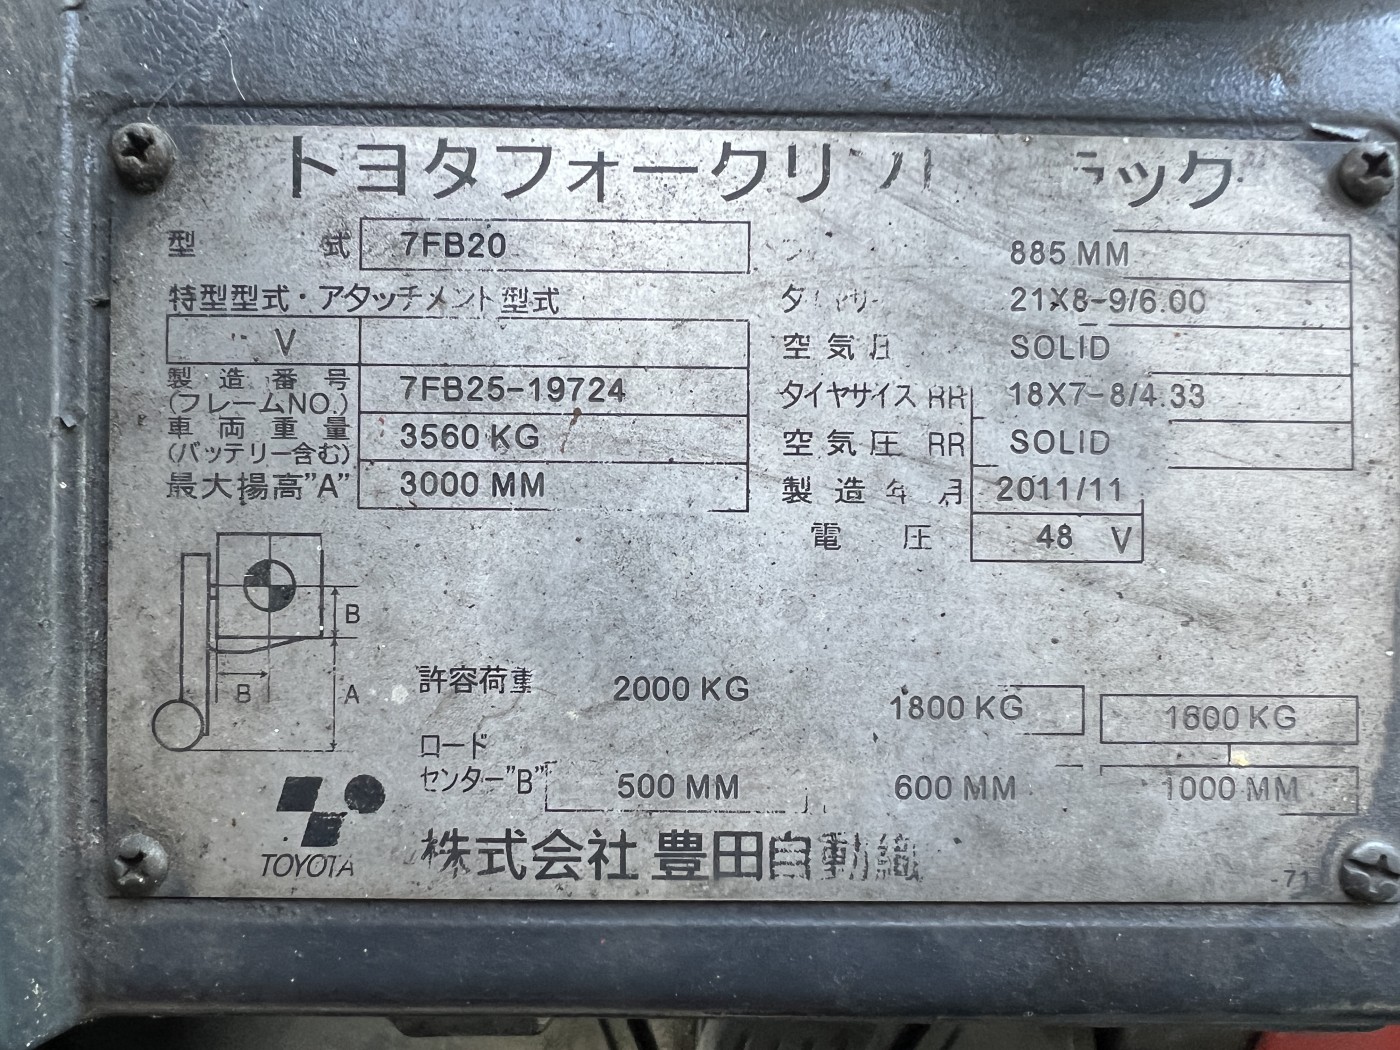 トヨタフォークリ ラック
型 式 7FB20 885 MM
特型型式・アタッチメント型式 21X8-9/6.00
V 空気圧 SOLID
製造番号 7FB25-19724 タイヤサイズ RR 18X7-8/4.33
(フレームNO.)
車両重量 3560 KG 空気圧 RR SOLID
(バッテリー含む)
最大揚高"A" 3000 MM 製造年月 2011/11
電圧 48 V
B
B A
許容荷重 2000 KG 1800 KG 1600 KG
ロード
センター"B" 500 MM 600 MM 1000 MM
TOYOTA 株式会社 豊田自動織
-71